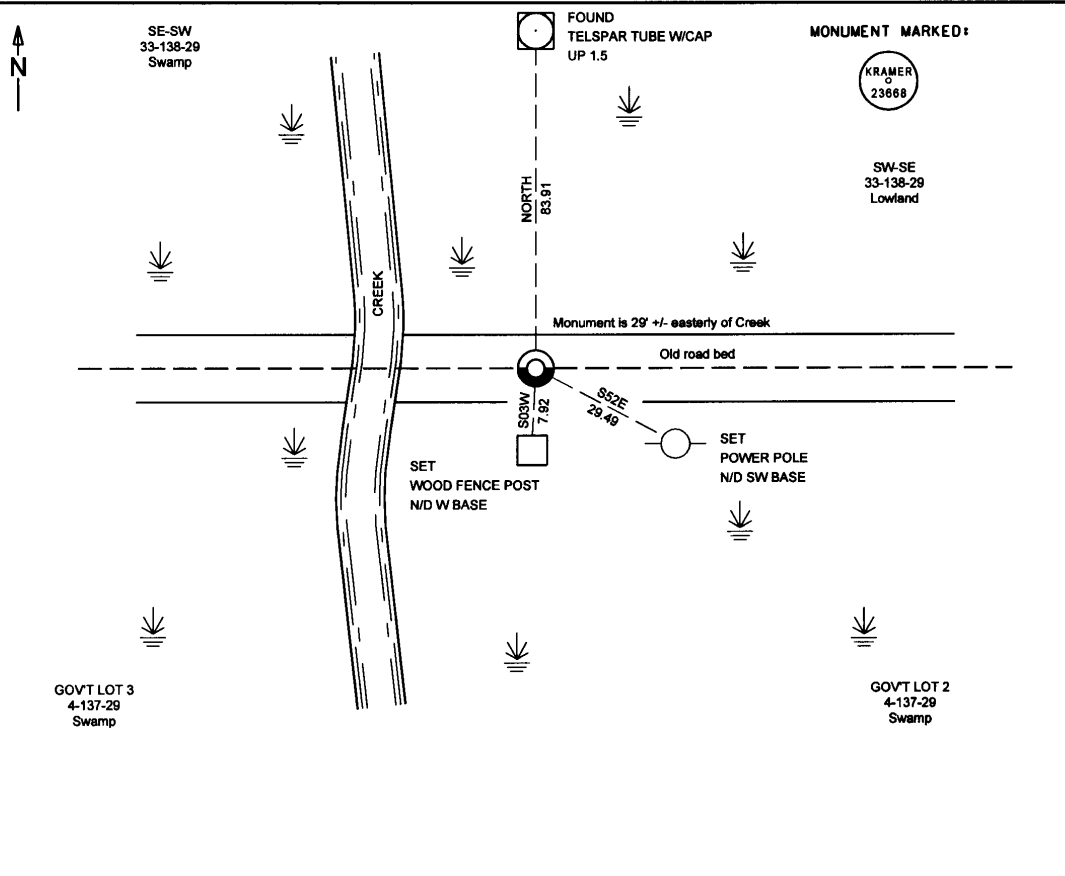 N
SE-SW
33-138-29
Swamp
FOUND
TELSPAR TUBE W/CAP
UP 1.5
MONUMENT MARKED:
KRAMER
23668
SW-SE
33-138-29
Lowland
NORTH
83.91
CREEK
Monument is 29' +/- easterly of Creek
Old road bed
S03W
7.92
S52E
29.49
SET
WOOD FENCE POST
N/D W BASE
SET
POWER POLE
N/D SW BASE
GOV'T LOT 3
4-137-29
Swamp
GOV'T LOT 2
4-137-29
Swamp